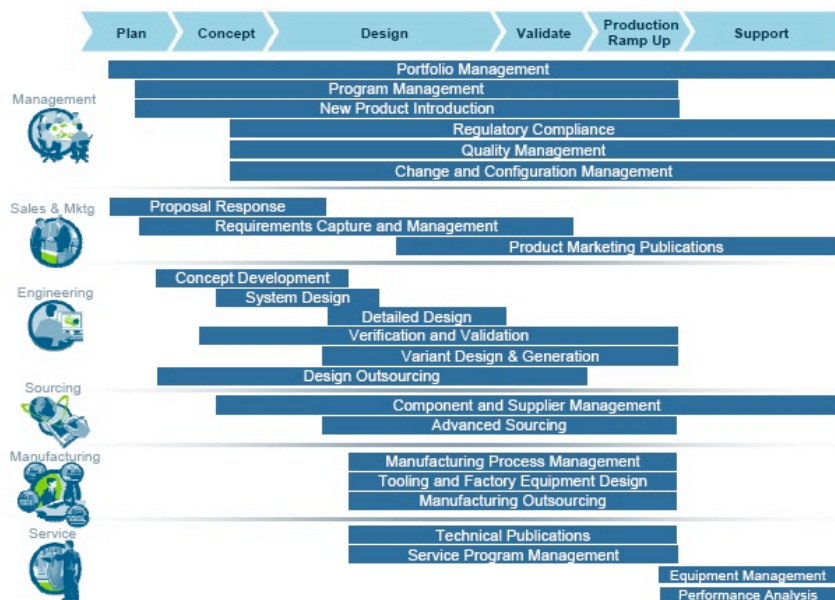 Plan
Concept
Design
Validate
Production
Ramp Up
Support
Management
Portfolio Management
Program Management
New Product Introduction
Regulatory Compliance
Quality Management
Change and Configuration Management
Sales & Mktg
Proposal Response
Requirements Capture and Management
Product Marketing Publications
Engineering
Concept Development
System Design
Detailed Design
Verification and Validation
Variant Design & Generation
Design Outsourcing
Sourcing
Component and Supplier Management
Advanced Sourcing
Manufacturing
Manufacturing Process Management
Tooling and Factory Equipment Design
Manufacturing Outsourcing
Service
Technical Publications
Service Program Management
Equipment Management
Performance Analysis